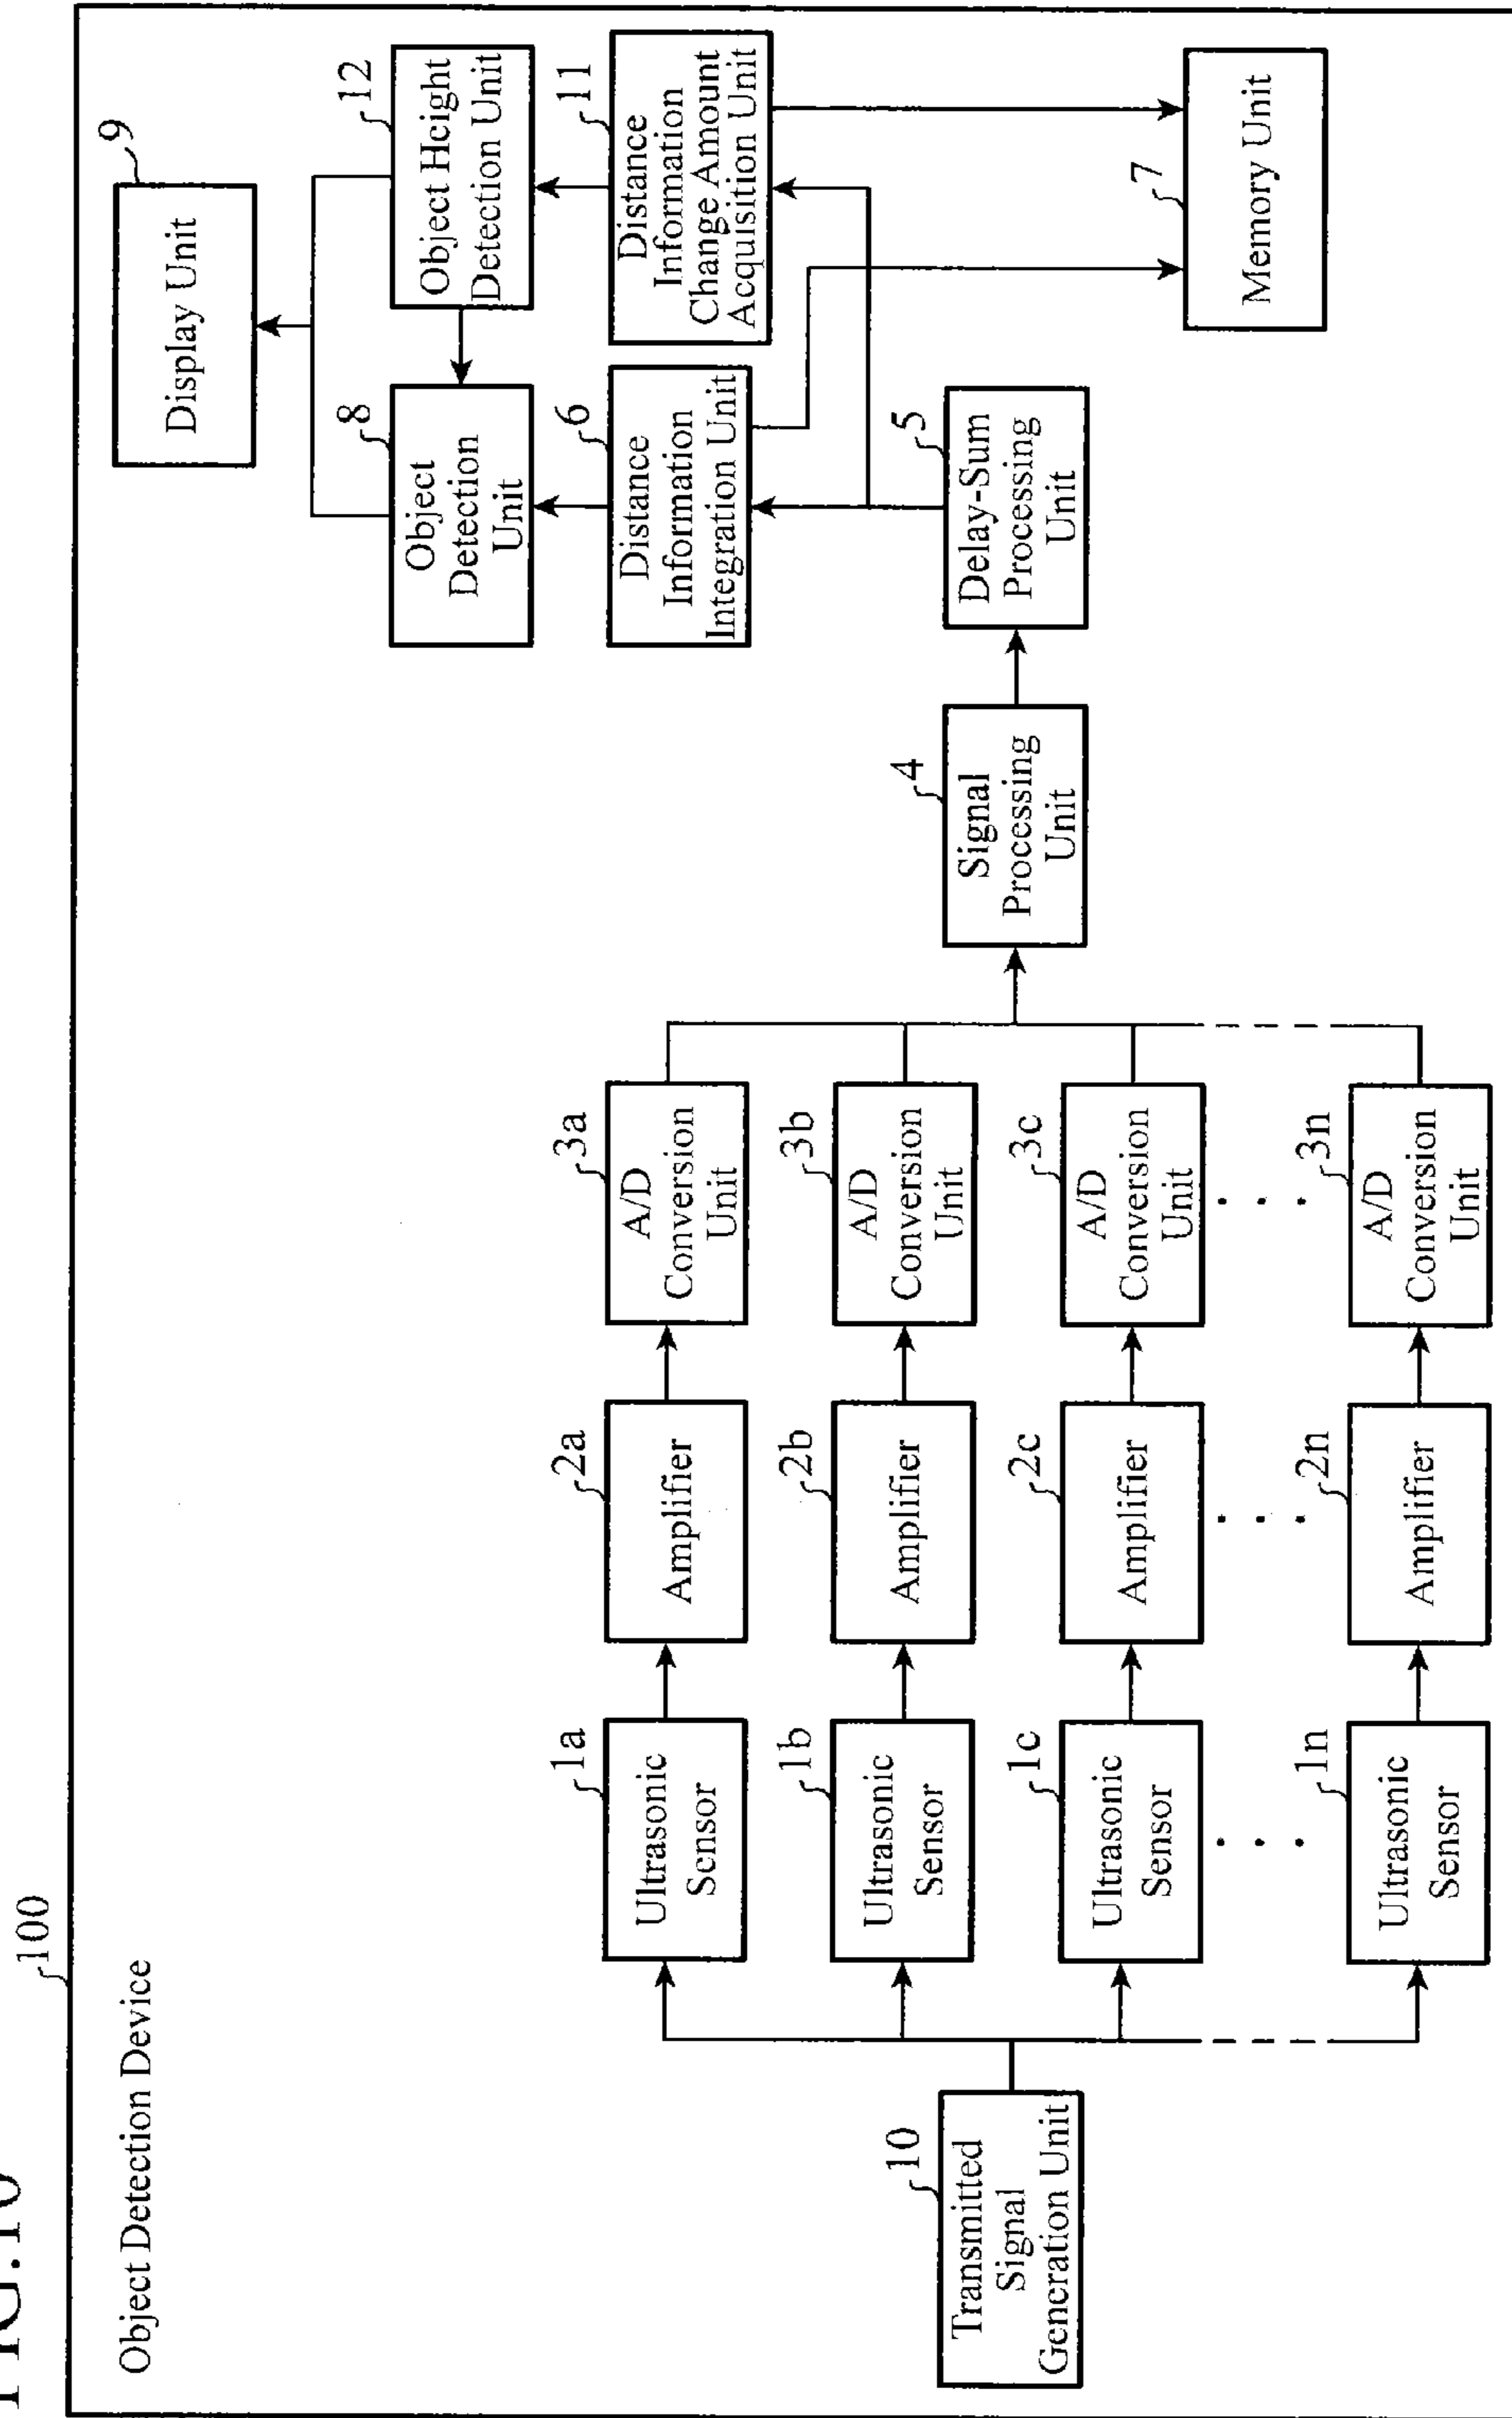 FIG.10
100
Object Detection Device
9
Display Unit
8
Object
Detection
Unit
12
Object Height
Detection Unit
6
Distance
Information
Integration Unit
11
Distance
Information
Change Amount
Acquisition Unit
10
Transmitted
Signal
Generation Unit
1a
Ultrasonic
Sensor
2a
Amplifier
3a
A/D
Conversion
Unit
1b
Ultrasonic
Sensor
2b
Amplifier
3b
A/D
Conversion
Unit
1c
Ultrasonic
Sensor
2c
Amplifier
3c
A/D
Conversion
Unit
1n
Ultrasonic
Sensor
2n
Amplifier
3n
A/D
Conversion
Unit
4
Signal
Processing
Unit
5
Delay-Sum
Processing
Unit
7
Memory Unit